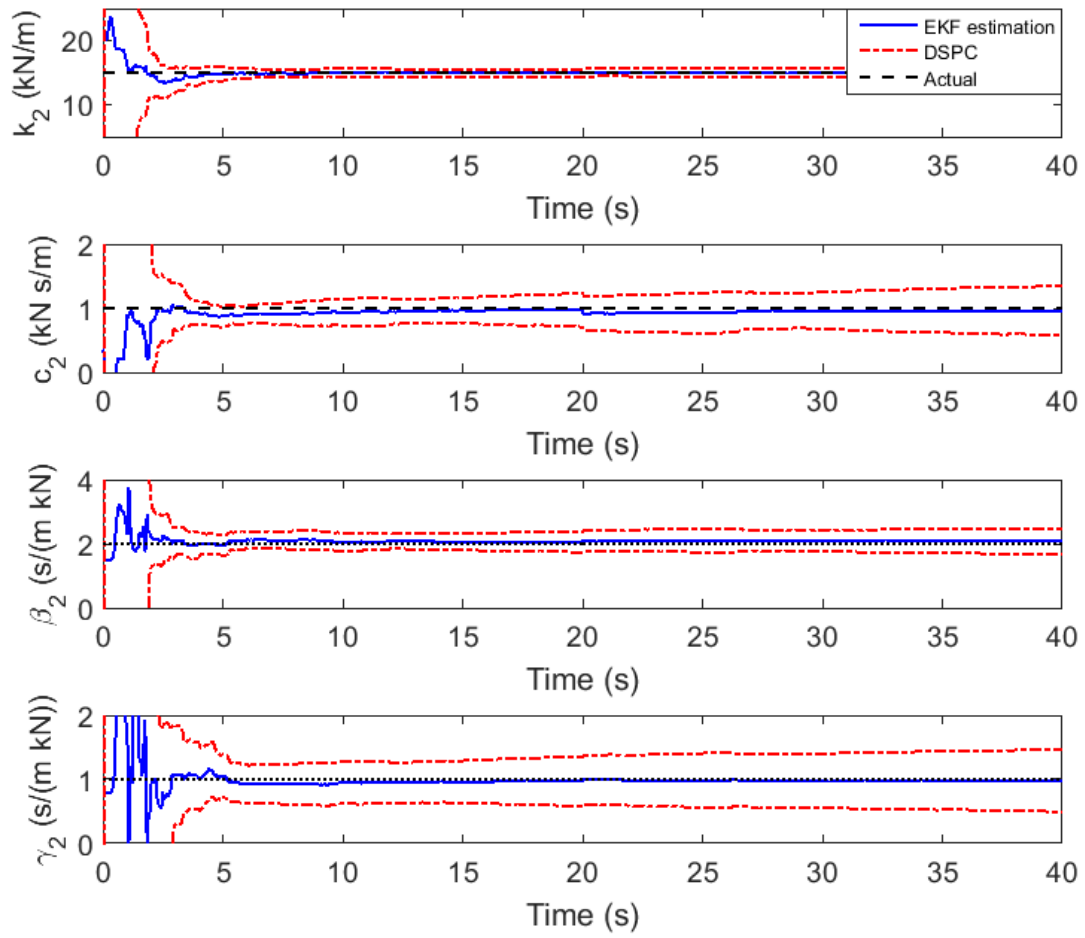 EKF estimation
DSPC
Actual
k₂ (kN/m)
20
10
0 5 10 15 20 25 30 35 40
Time (s)
c₂ (kN s/m)
2
1
0
0 5 10 15 20 25 30 35 40
Time (s)
β₂ (s/(m kN)
4
2
0
0 5 10 15 20 25 30 35 40
Time (s)
γ₂ (s/(m kN))
2
1
0
0 5 10 15 20 25 30 35 40
Time (s)